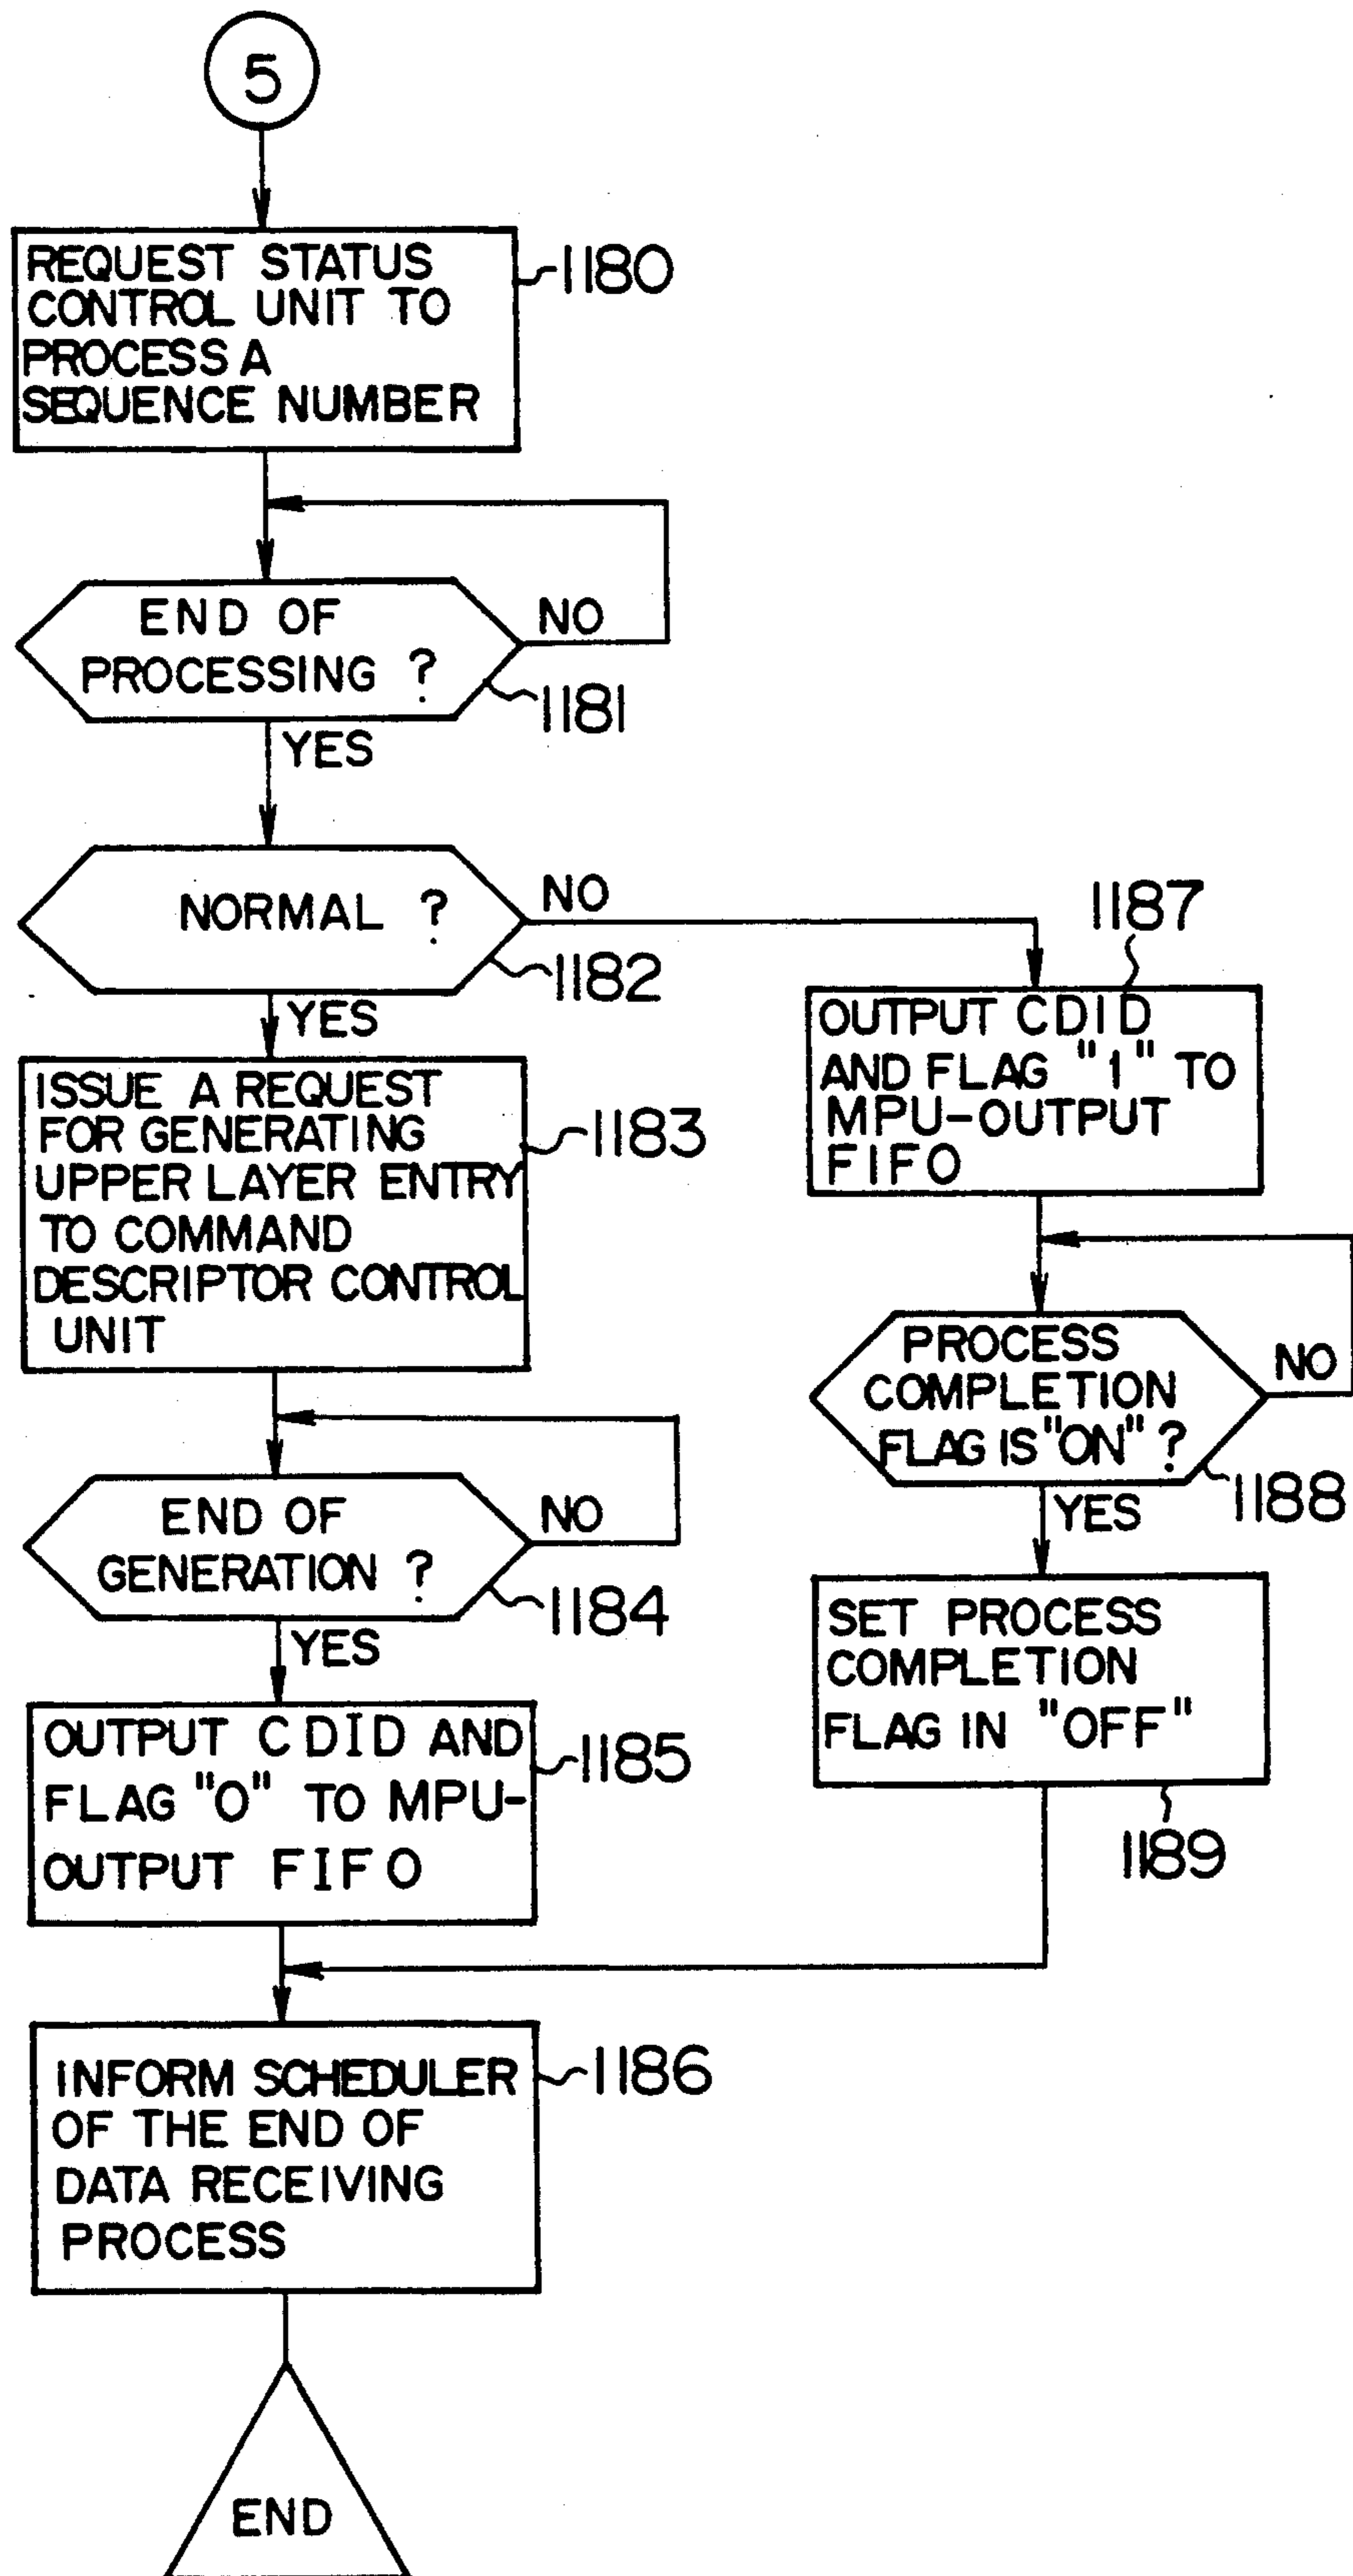 5
REQUEST STATUS
CONTROL UNIT TO
PROCESS A
SEQUENCE NUMBER
1180
END OF
PROCESSING ?
NO
1181
YES
NORMAL ?
NO
1182
YES
ISSUE A REQUEST
FOR GENERATING
UPPER LAYER ENTRY
TO COMMAND
DESCRIPTOR CONTROL
UNIT
1183
END OF
GENERATION ?
NO
1184
YES
OUTPUT CDID AND
FLAG "0" TO MPU-
OUTPUT FIFO
1185
1187
OUTPUT CDID
AND FLAG "1" TO
MPU-OUTPUT
FIFO
PROCESS
COMPLETION
FLAG IS "ON" ?
NO
1188
YES
SET PROCESS
COMPLETION
FLAG IN "OFF"
1189
INFORM SCHEDULER
OF THE END OF
DATA RECEIVING
PROCESS
1186
END